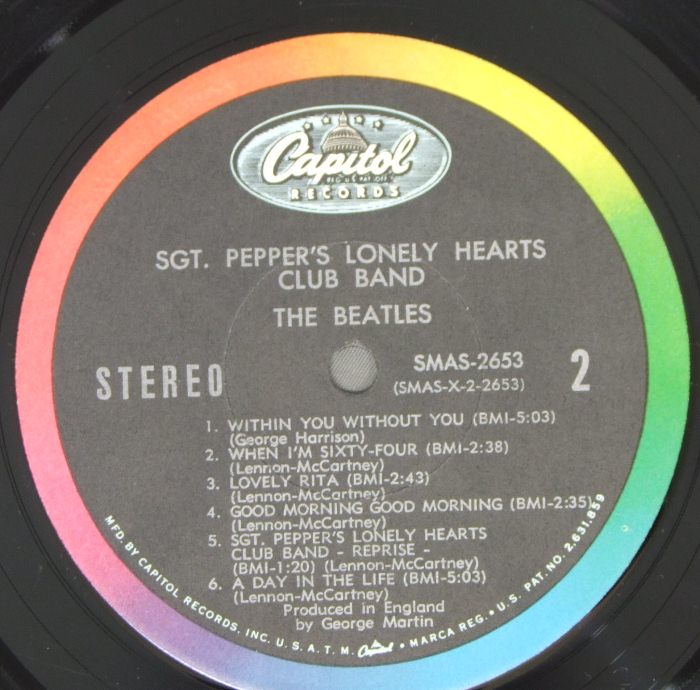 Capitol
REG. U.S. PAT. OFF.
RECORDS
SGT. PEPPER'S LONELY HEARTS
CLUB BAND
THE BEATLES
STEREO
SMAS-2653
(SMAS-X-2-2653)
2
1. WITHIN YOU WITHOUT YOU (BMI-5:03)
(George Harrison)
2. WHEN I'M SIXTY-FOUR (BMI-2:38)
(Lennon-McCartney)
3. LOVELY RITA (BMI-2:43)
(Lennon-McCartney)
4. GOOD MORNING GOOD MORNING (BMI-2:35)
(Lennon-McCartney)
5. SGT. PEPPER'S LONELY HEARTS
CLUB BAND - REPRISE -
(BMI-1:20) (Lennon-McCartney)
6. A DAY IN THE LIFE (BMI-5:03)
(Lennon-McCartney)
Produced in England
by George Martin
MFD. BY CAPITOL RECORDS, INC. U.S.A. T.M. Capitol • MARCA REG. • U.S. PAT. NO. 2,631,859